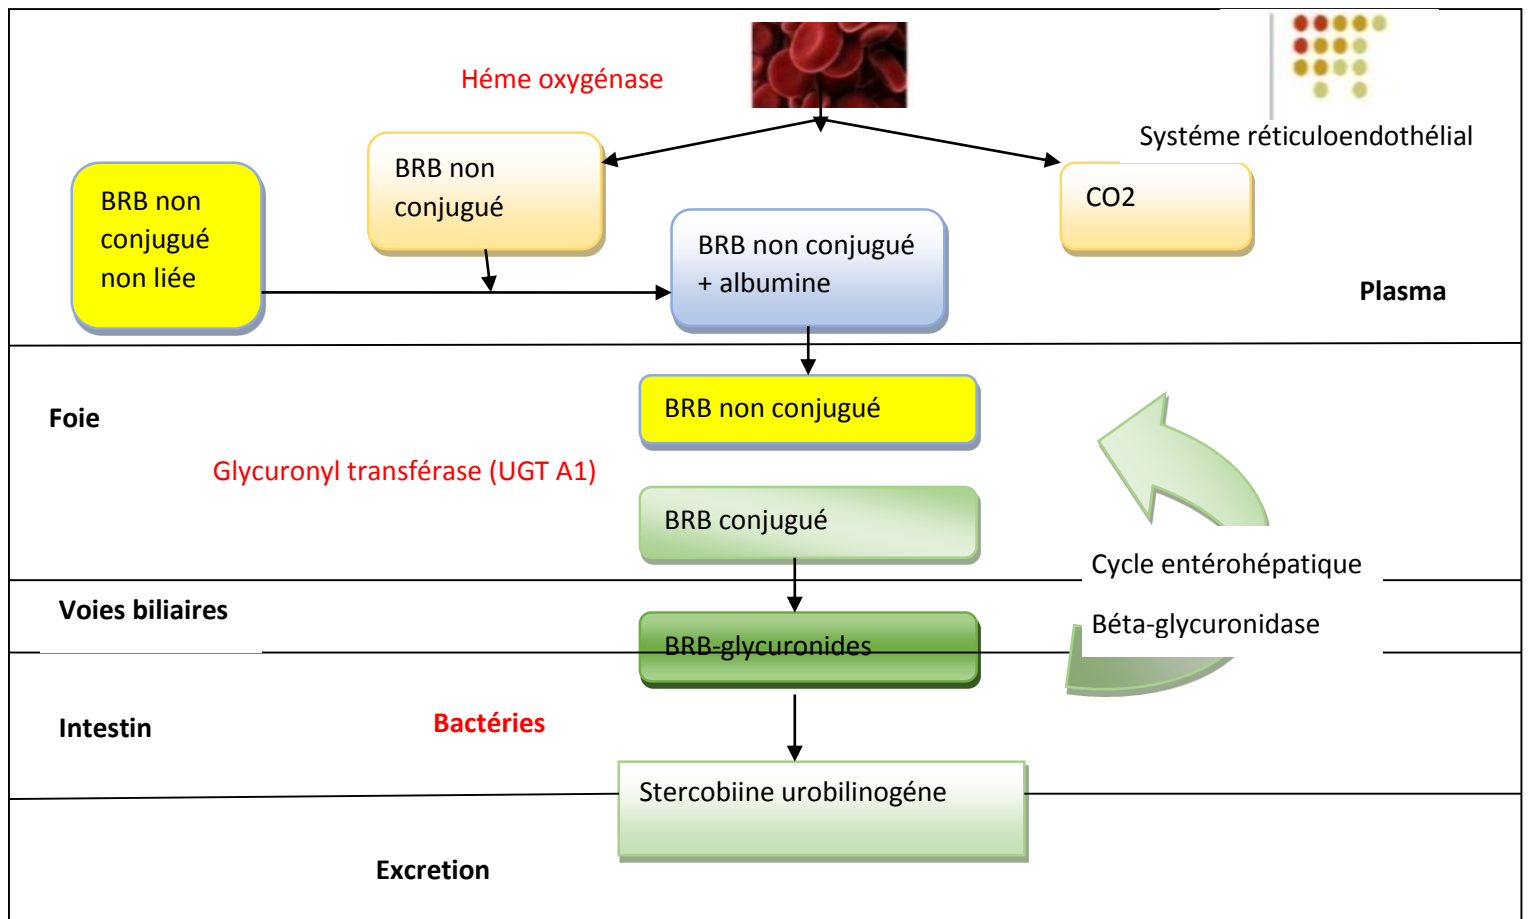 Héme oxygénase
Systéme réticuloendothélial
BRB non
conjugué
CO2
BRB non
conjugué
non liée
BRB non conjugué
+ albumine
Plasma
BRB non conjugué
Foie
Glycuronyl transférase (UGT A1)
BRB conjugué
Cycle entérohépatique
Voies biliaires
Béta-glycuronidase
BRB-glycuronides
Intestin
Bactéries
Stercobiine urobilinogéne
Excretion